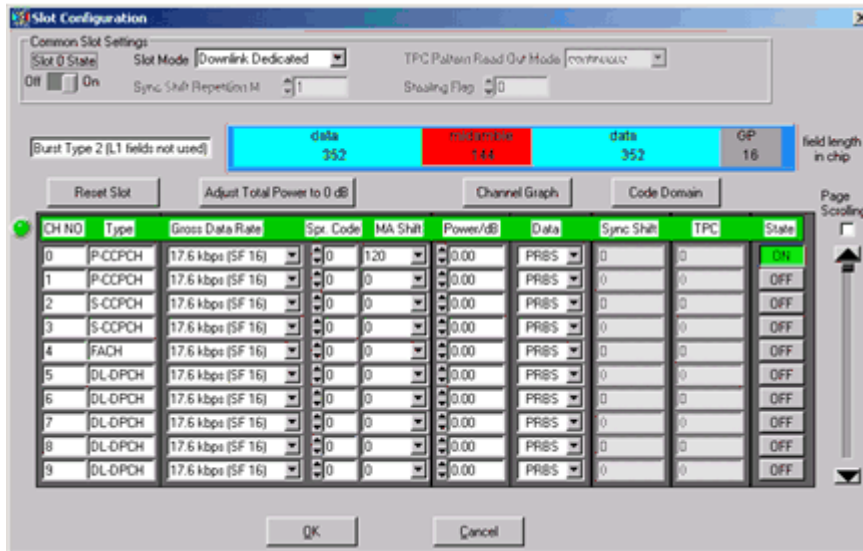 Slot Configuration
Common Slot Settings
Slot 0 State
Off On
Slot Mode Downlink Dedicated
TPC Pattern Read Out Mode continuous
Sync Shift Repetition M 1
Stealing Flag 0
Burst Type 2 (L1 fields not used)
data midamble data GP
352 144 352 16
field length in chip
Reset Slot Adjust Total Power to 0 dB Channel Graph Code Domain
Page Scrolling
CH NO Type Gross Data Rate Spr. Code MA Shift Power/dB Data Sync Shift TPC State
0 P-CCPCH 17.6 kbps (SF 16) 0 120 0.00 PRBS 0 0 ON
1 P-CCPCH 17.6 kbps (SF 16) 0 0 0.00 PRBS 0 0 OFF
2 S-CCPCH 17.6 kbps (SF 16) 0 0 0.00 PRBS 0 0 OFF
3 S-CCPCH 17.6 kbps (SF 16) 0 0 0.00 PRBS 0 0 OFF
4 FACH 17.6 kbps (SF 16) 0 0 0.00 PRBS 0 0 OFF
5 DL-DPCH 17.6 kbps (SF 16) 0 0 0.00 PRBS 0 0 OFF
6 DL-DPCH 17.6 kbps (SF 16) 0 0 0.00 PRBS 0 0 OFF
7 DL-DPCH 17.6 kbps (SF 16) 0 0 0.00 PRBS 0 0 OFF
8 DL-DPCH 17.6 kbps (SF 16) 0 0 0.00 PRBS 0 0 OFF
9 DL-DPCH 17.6 kbps (SF 16) 0 0 0.00 PRBS 0 0 OFF
OK Cancel